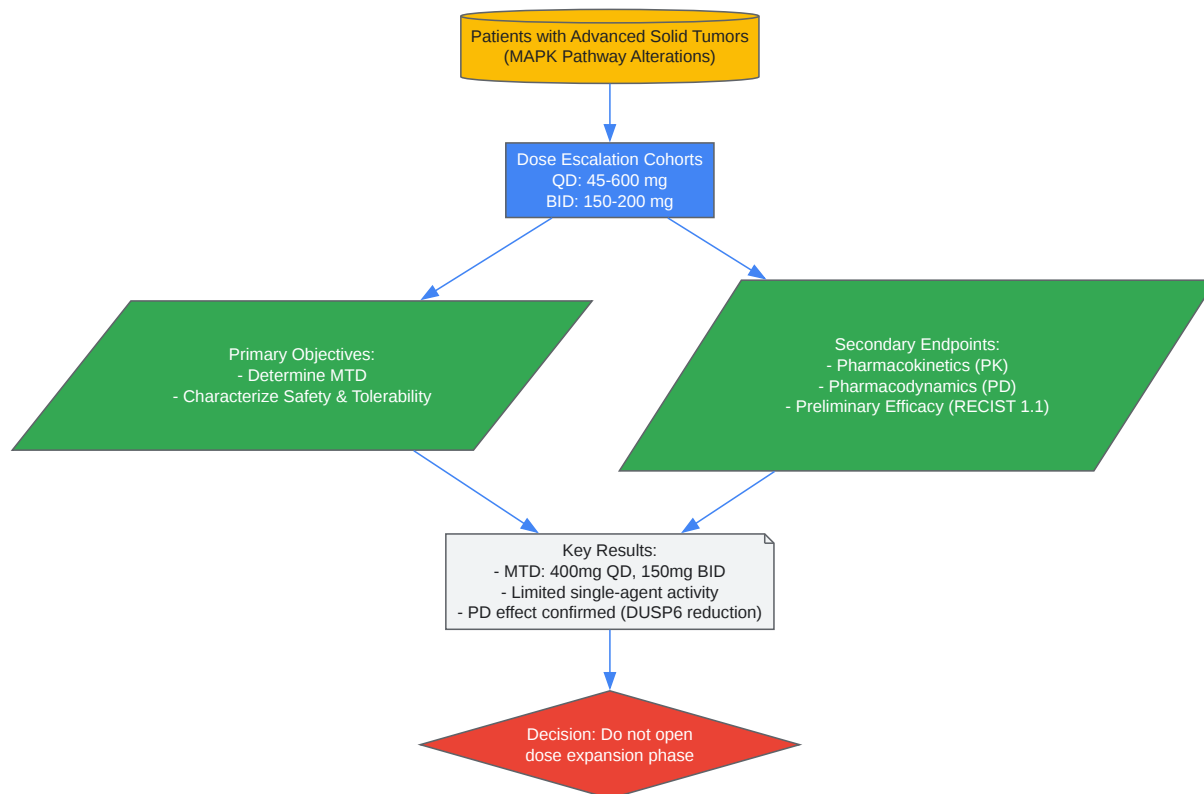 Patients with Advanced Solid Tumors
(MAPK Pathway Alterations)
Dose Escalation Cohorts
QD: 45-600 mg
BID: 150-200 mg
Primary Objectives:
- Determine MTD
- Characterize Safety & Tolerability
Secondary Endpoints:
- Pharmacokinetics (PK)
- Pharmacodynamics (PD)
- Preliminary Efficacy (RECIST 1.1)
Key Results:
- MTD: 400mg QD, 150mg BID
- Limited single-agent activity
- PD effect confirmed (DUSP6 reduction)
Decision: Do not open
dose expansion phase